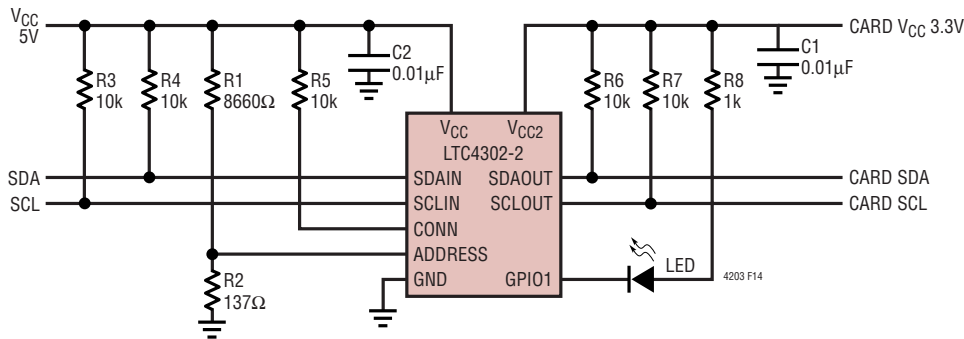 VCC
5V
CARD VCC 3.3V
R3
10k
R4
10k
R1
8660Ω
R5
10k
C2
0.01µF
R6
10k
R7
10k
R8
1k
C1
0.01µF
VCC VCC2
LTC4302-2
SDA
SDAIN SDAOUT
CARD SDA
SCL
SCLIN SCLOUT
CARD SCL
CONN
ADDRESS
GND GPIO1
LED
4203 F14
R2
137Ω